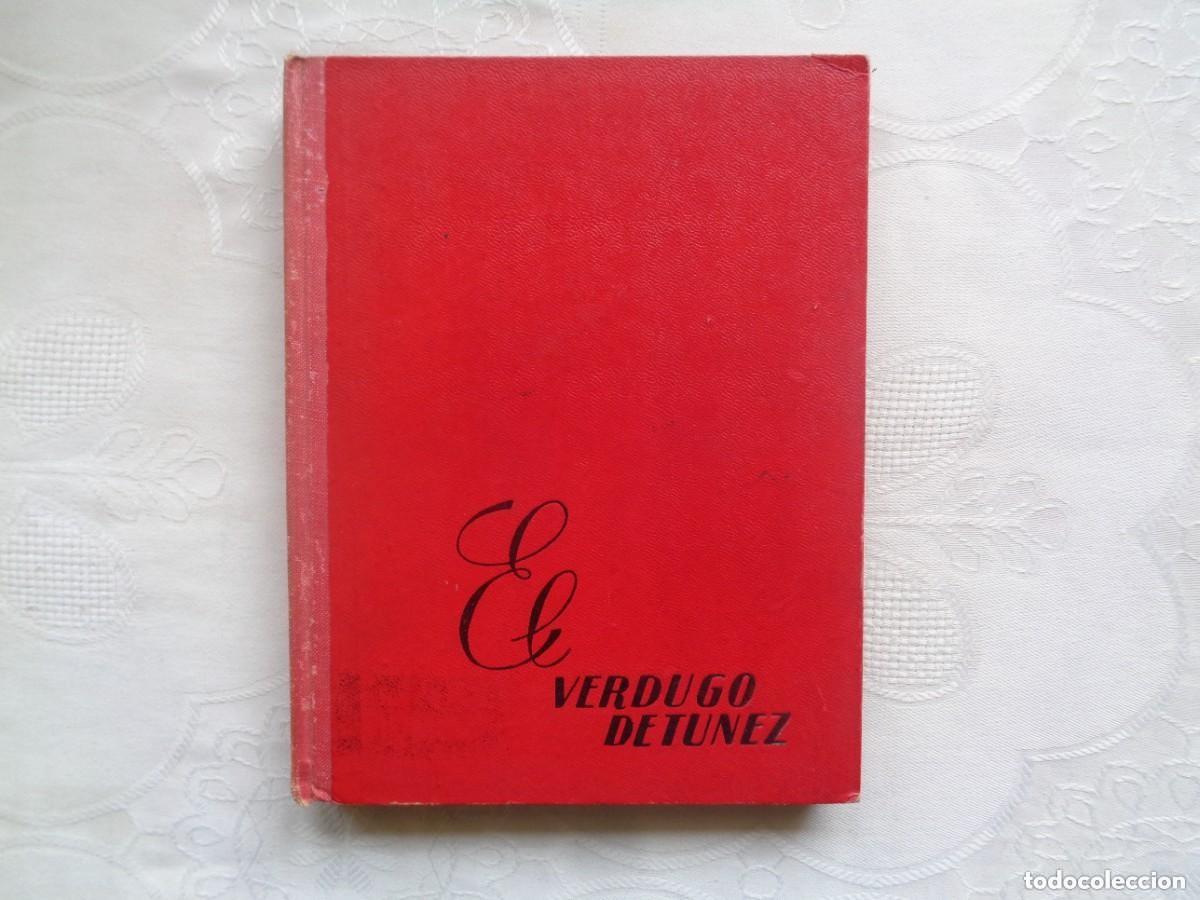 El
VERDUGO
DE TUNEZ
todocoleccion